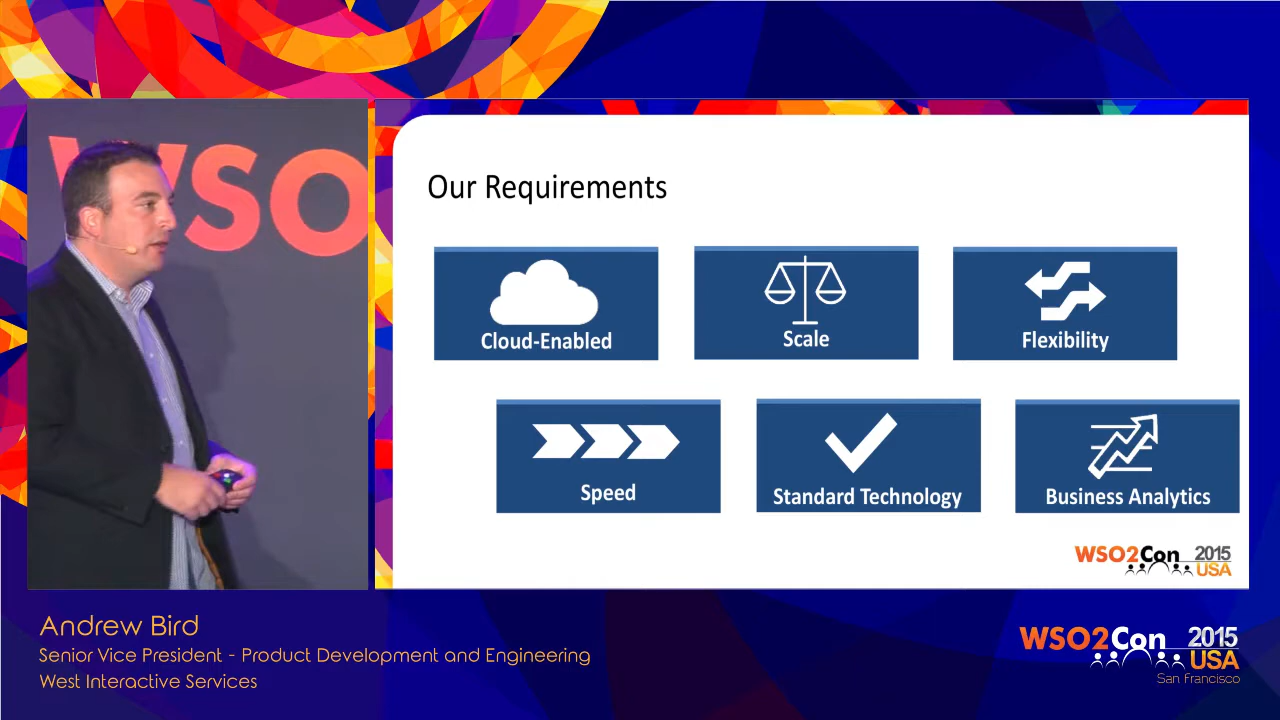 WSO
Our Requirements
Cloud-Enabled
Scale
Flexibility
Speed
Standard Technology
Business Analytics
WSO2Con 2015
USA
Andrew Bird
Senior Vice President - Product Development and Engineering
West Interactive Services
WSO2Con 2015
USA
San Francisco